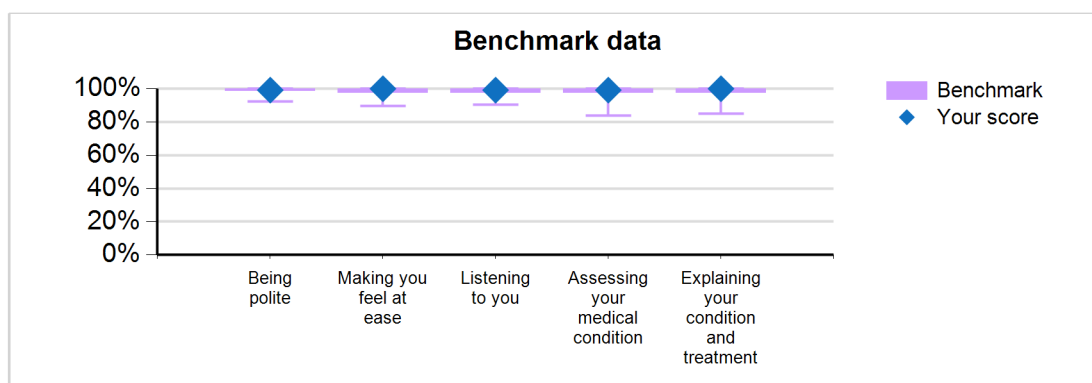 Benchmark data
100%
80%
60%
40%
20%
0%
Benchmark
Your score
Being
polite
Making you
feel at
ease
Listening
to you
Assessing
your
medical
condition
Explaining
your
condition
and
treatment